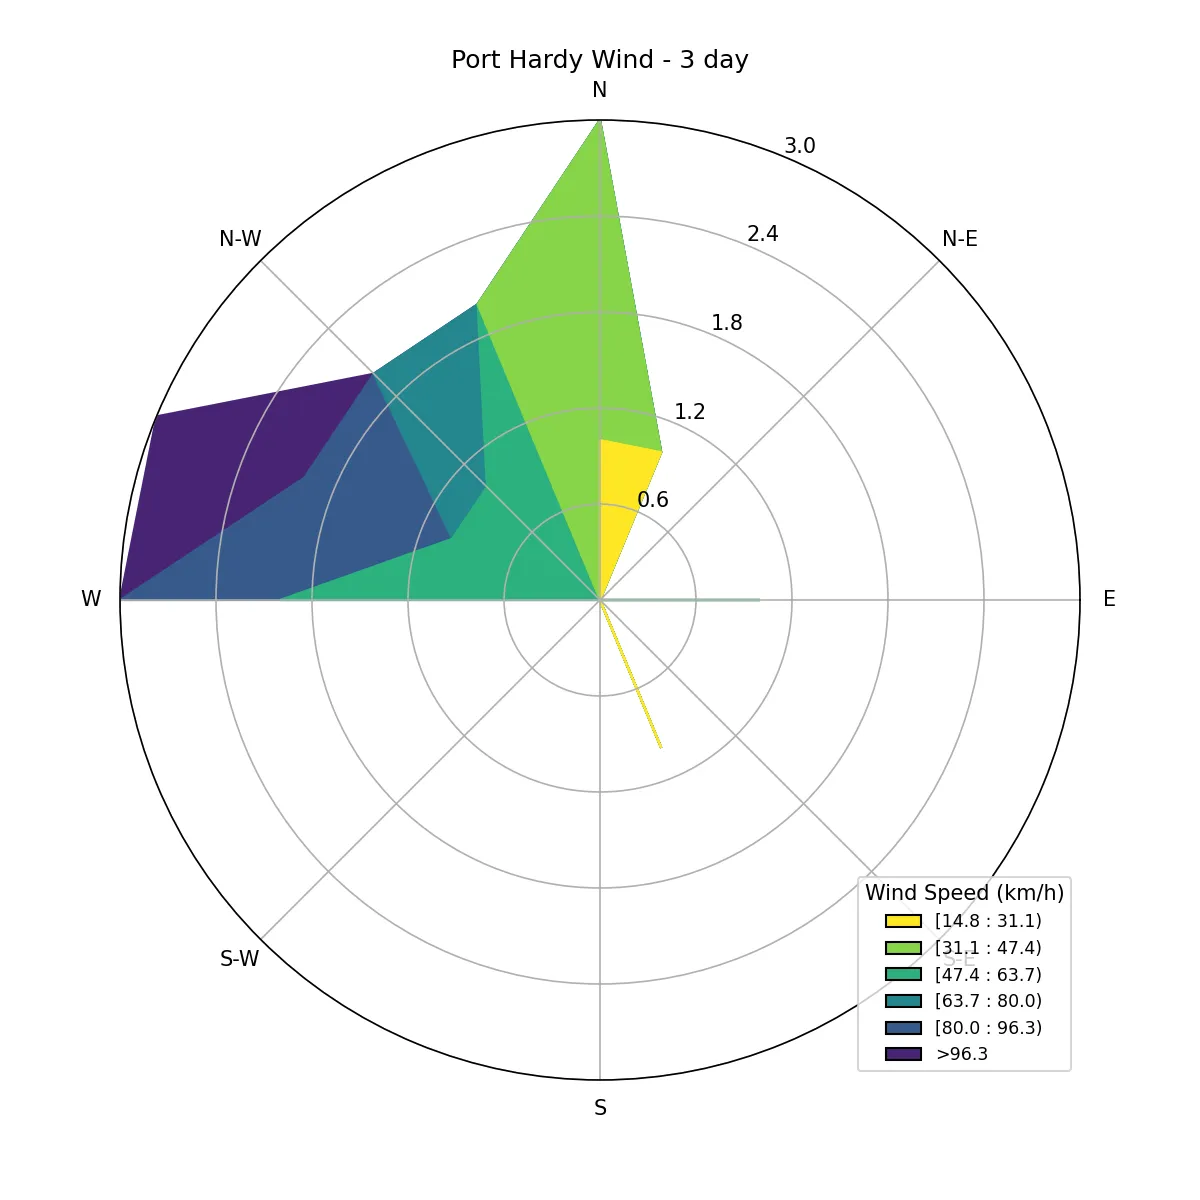 Port Hardy Wind - 3 day
N
3.0
N-W
2.4
N-E
1.8
1.2
0.6
W
E
Wind Speed (km/h)
[14.8 : 31.1)
[31.1 : 47.4)
S-W
S-E
[47.4 : 63.7)
[63.7 : 80.0)
[80.0 : 96.3)
>96.3
S